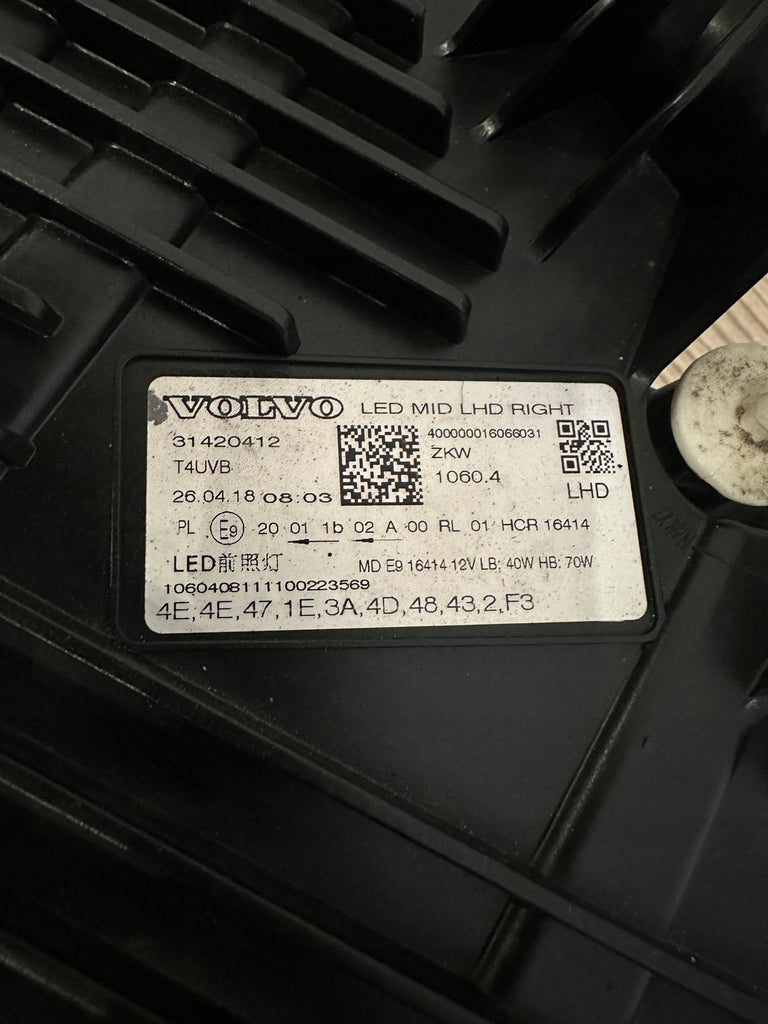 VOLVO LED MID LHD RIGHT
31420412
400000016066031
T4UVB
ZKW
1060.4
26.04.18 08:03
LHD
PL E9 20 01 1b 02 A 00 RL 01 HCR 16414
LED前照灯
MD E9 16414 12V LB: 40W HB: 70W
1060408111100223569
4E,4E,47,1E,3A,4D,48,43,2,F3